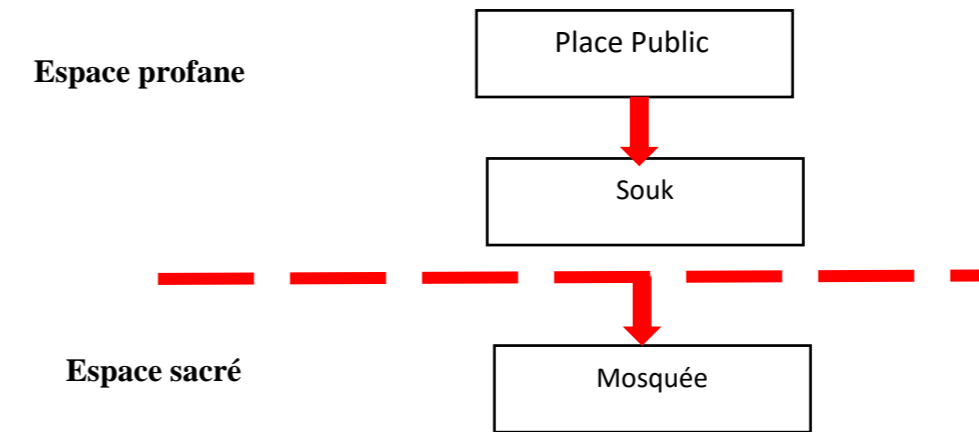 Place Public
Espace profane
Souk
Espace sacré
Mosquée